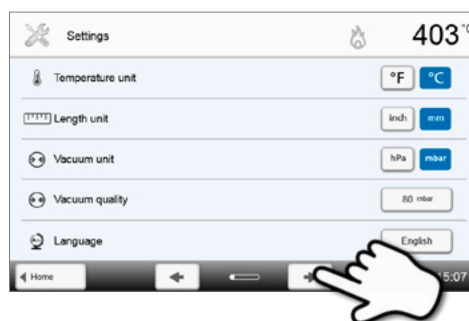 Settings 403 °C
Temperature unit °F °C
Length unit inch mm
Vacuum unit hPa mbar
Vacuum quality 80 mbar
Language English
Home 15:07